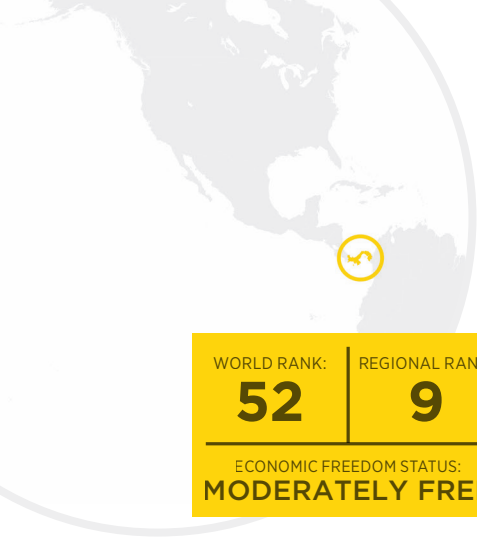 WORLD RANK:
52
REGIONAL RAN
9
ECONOMIC FREEDOM STATUS:
MODERATELY FRE